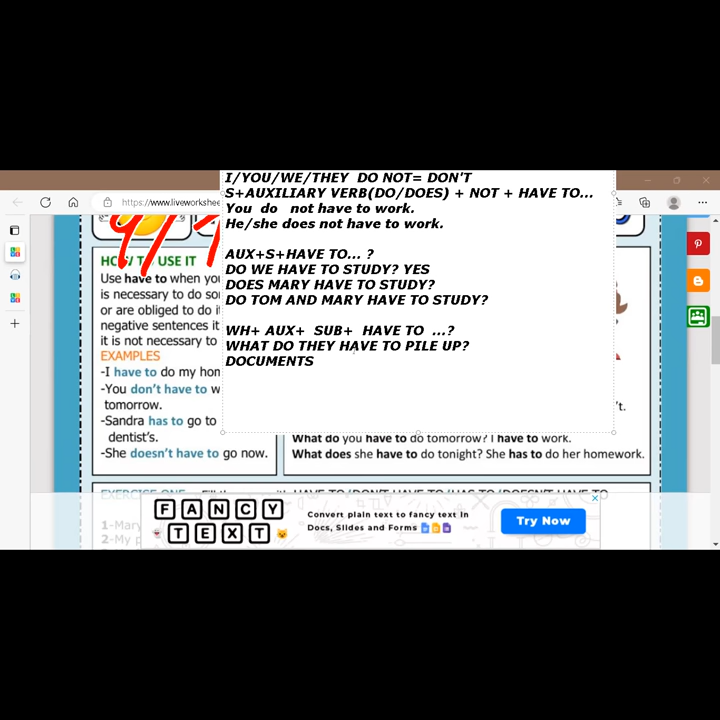 I/YOU/WE/THEY DO NOT= DON'T
S+AUXILIARY VERB(DO/DOES) + NOT + HAVE TO...
You do not have to work.
He/she does not have to work.
AUX+S+HAVE TO... ?
DO WE HAVE TO STUDY? YES
DOES MARY HAVE TO STUDY?
DO TOM AND MARY HAVE TO STUDY?
WH+ AUX+ SUB+ HAVE TO ...?
WHAT DO THEY HAVE TO PILE UP?
DOCUMENTS
https://www.liveworkshee
HOW TO USE IT
Use have to when you
is necessary to do
or are obliged to do
negative sentences it
it is not necessary to
EXAMPLES
-I have to do my
-You don't have to
tomorrow.
-Sandra has to go to
dentist's.
-She doesn't have to go now.
What do you have to do tomorrow? I have to work.
What does she have to do tonight? She has to do her homework.
EXERCISE ONE
1-Mary
2-My
FANCY
TEXT
Convert plain text to fancy text in
Docs, Slides and Forms
Try Now